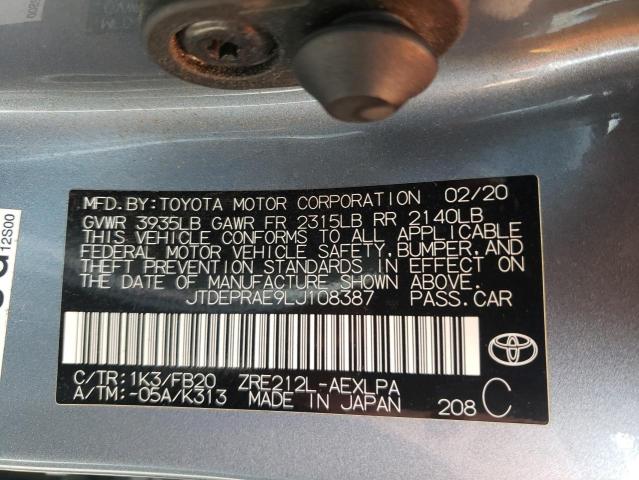 MFD.BY:TOYOTA MOTOR CORPORATION 02/20
GVWR 3935LB GAWR FR 2315LB RR 2140LB
THIS VEHICLE CONFORMS TO ALL APPLICABLE
FEDERAL MOTOR VEHICLE SAFETY, BUMPER, AND
THEFT PREVENTION STANDARDS IN EFFECT ON
THE DATE OF MANUFACTURE SHOWN ABOVE.
JTDEPRAE9LJ108387 PASS.CAR
C/TR:1K3/FB20 ZRE212L-AEXLPA
A/TM:-05A/K313 MADE IN JAPAN 208 C
TOYOTA
12S00